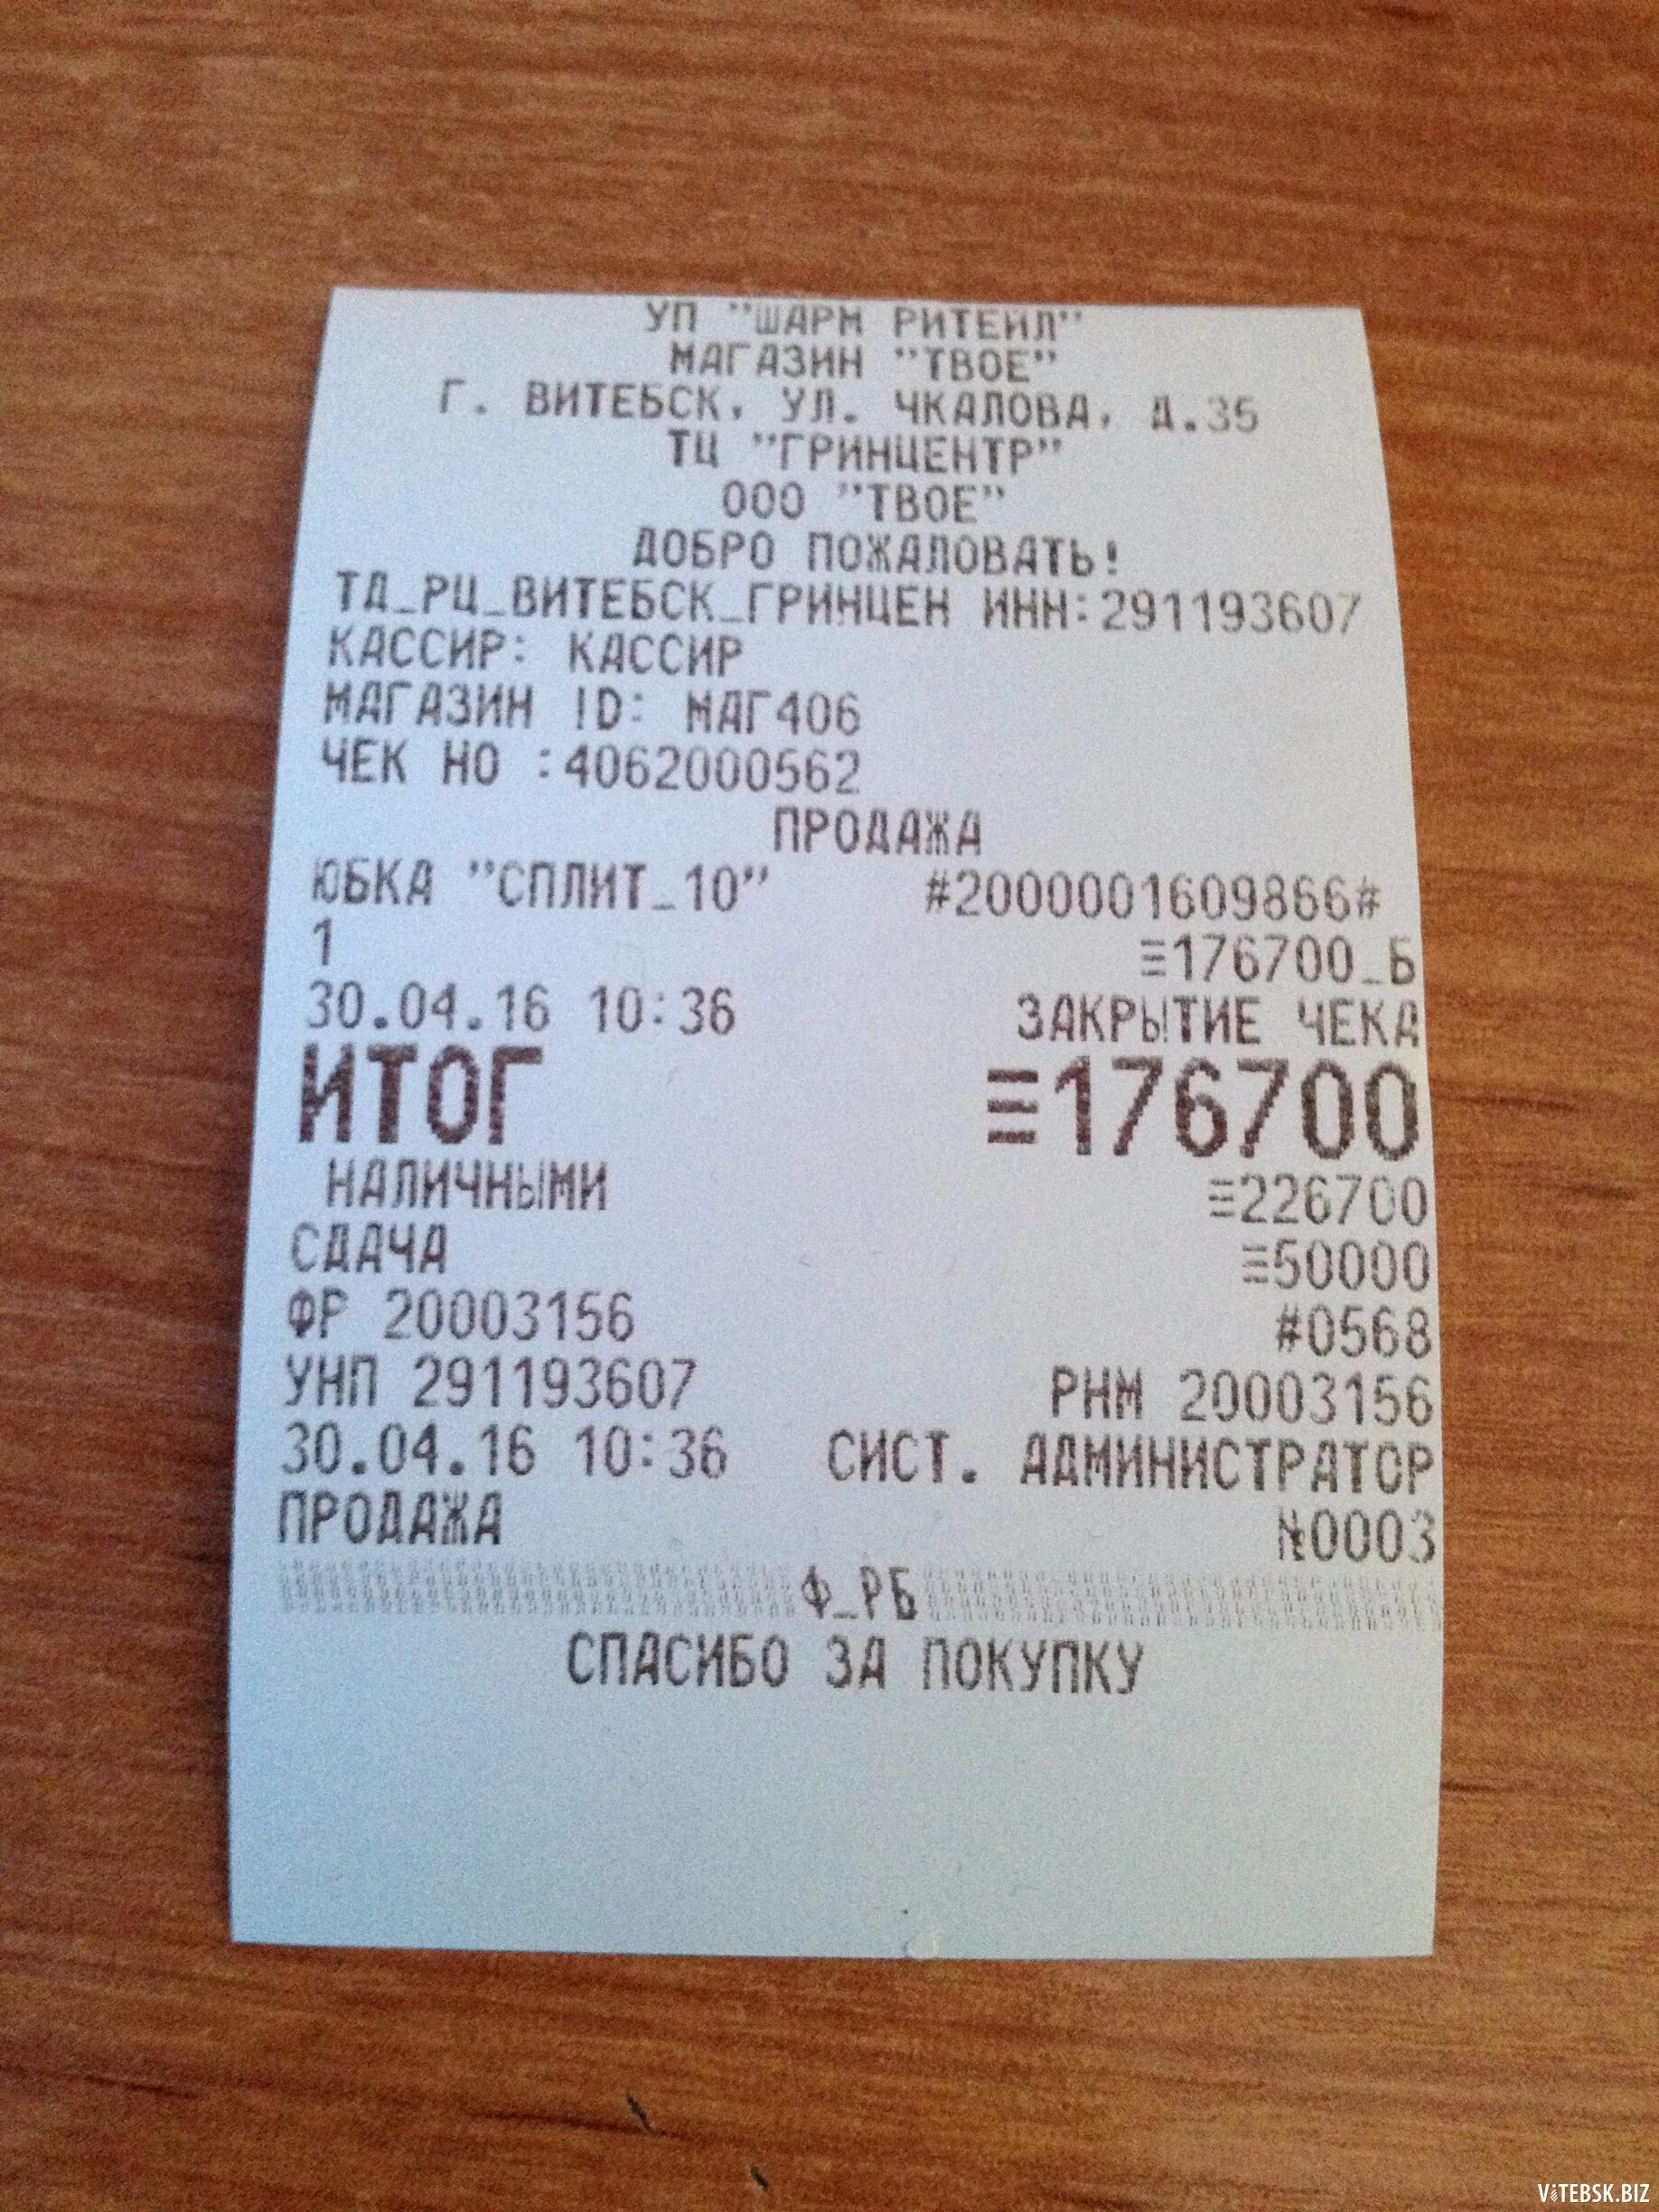 УП "ШАРМ РИТЕЙЛ"
МАГАЗИН "ТВОЕ"
Г. ВИТЕБСК, УЛ. ЧКАЛОВА, Д.35
ТЦ "ГРИНЦЕНТР"
ООО "ТВОЕ"
ДОБРО ПОЖАЛОВАТЬ!
ТД_РЦ_ВИТЕБСК_ГРИНЦЕН ИНН:291193607
КАССИР: КАССИР
МАГАЗИН ID: МАГ406
ЧЕК НО :4062000562
ПРОДАЖА
ЮБКА "СПЛИТ_10" #2000001609866#
1 ≡176700_Б
30.04.16 10:36 ЗАКРЫТИЕ ЧЕКА
ИТОГ ≡176700
НАЛИЧНЫМИ ≡226700
СДАЧА ≡50000
ФР 20003156 #0568
УНП 291193607 РНМ 20003156
30.04.16 10:36 СИСТ. АДМИНИСТРАТОР
ПРОДАЖА №0003
Ф_РБ
СПАСИБО ЗА ПОКУПКУ
ViTEBSK.BIZ